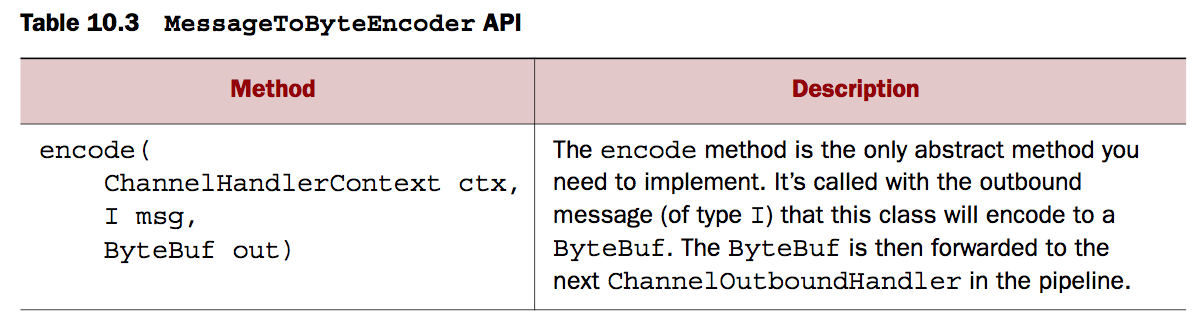 Table 10.3 MessageToByteEncoder API
Method
Description
encode(
ChannelHandlerContext ctx,
I msg,
ByteBuf out)
The encode method is the only abstract method you
need to implement. It’s called with the outbound
message (of type I) that this class will encode to a
ByteBuf. The ByteBuf is then forwarded to the
next ChannelOutboundHandler in the pipeline.